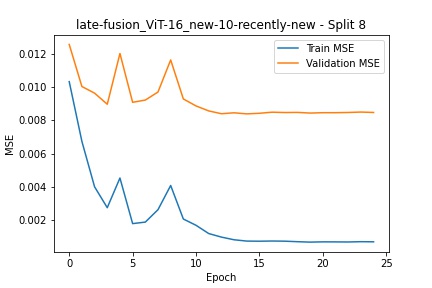 late-fusion_ViT-16_new-10-recently-new - Split 8
Train MSE
Validation MSE
0.012
0.010
0.008
0.006
0.004
0.002
MSE
0 5 10 15 20 25
Epoch